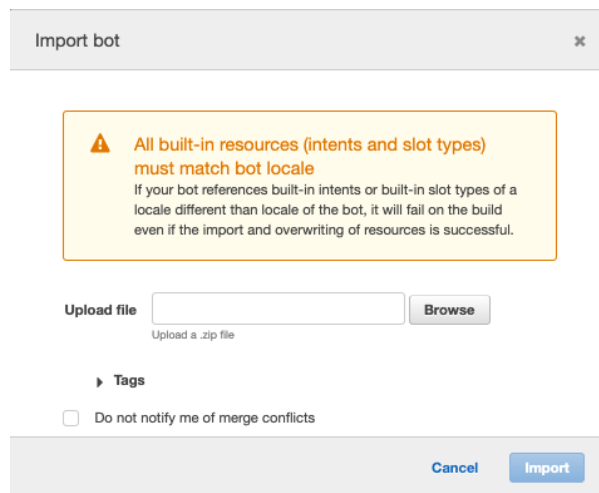 Import bot
All built-in resources (intents and slot types)
must match bot locale
If your bot references built-in intents or built-in slot types of a
locale different than locale of the bot, it will fail on the build
even if the import and overwriting of resources is successful.
Upload file
Browse
Upload a .zip file
Tags
Do not notify me of merge conflicts
Cancel
Import